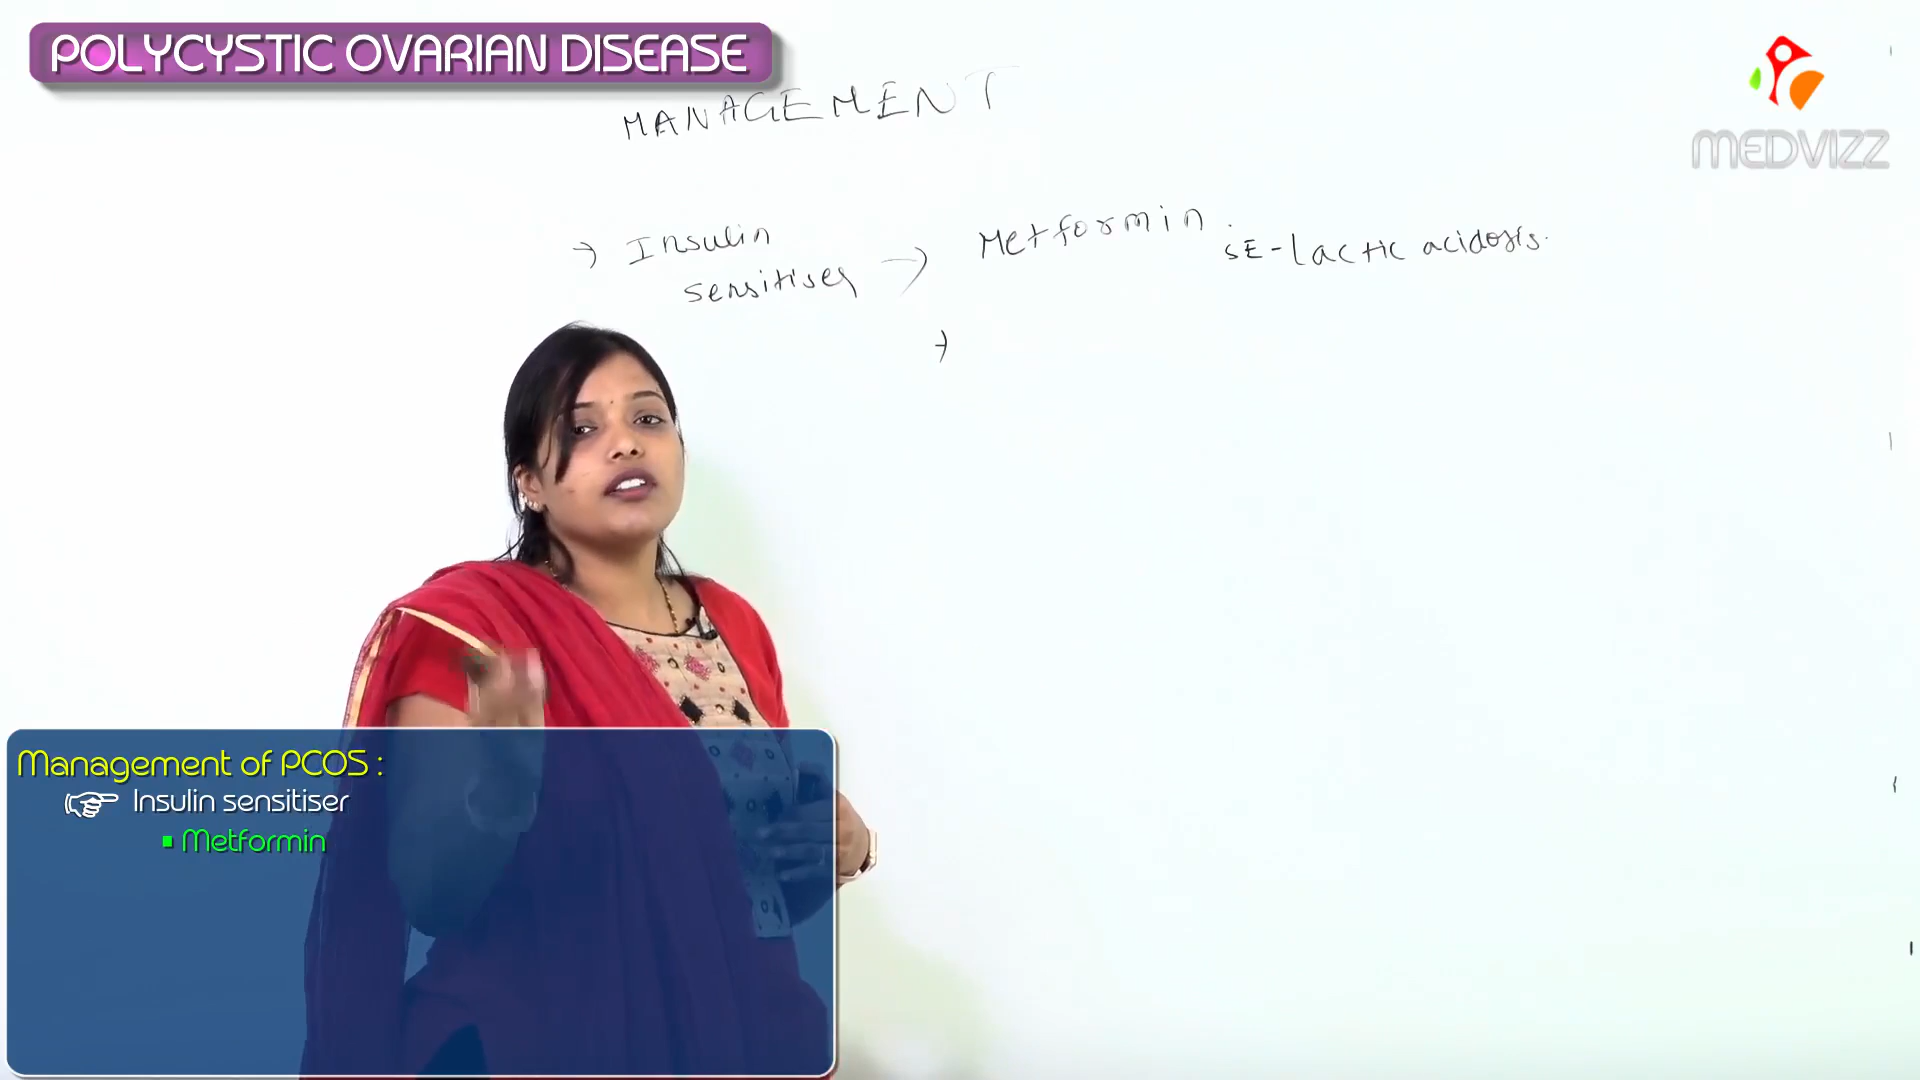 POLYCYSTIC OVARIAN DISEASE
MEDVIZZ
MANAGEMENT
→ Insulin
sensitiser → Metformin
SE - lactic acidosis.
→
Management of PCOS :
Insulin sensitiser
▪ Metformin